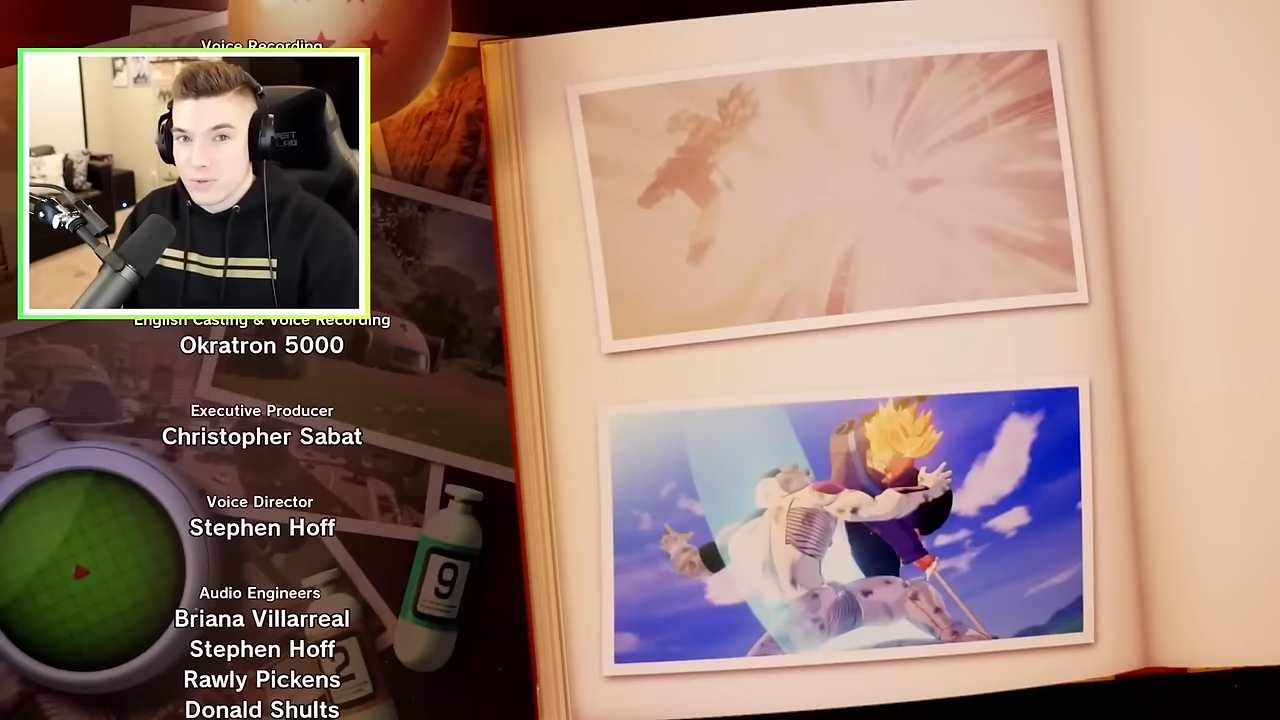 Voice Recording
English Casting & Voice Recording
Okratron 5000
Executive Producer
Christopher Sabat
Voice Director
Stephen Hoff
Audio Engineers
Briana Villarreal
Stephen Hoff
Rawly Pickens
Donald Shults
9
2